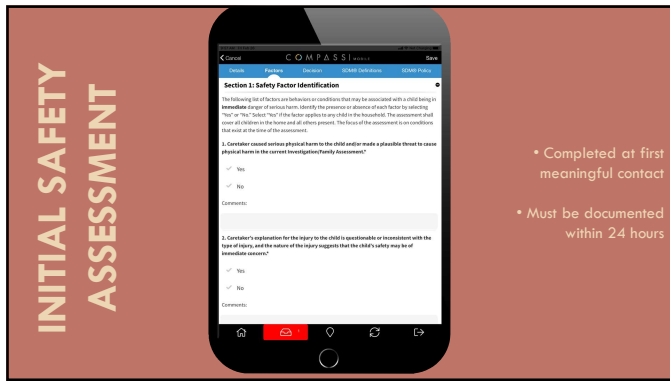 INITIAL SAFETY
ASSESSMENT
Cancel
COMPASS MOBILE
Save
Details
Factors
Decision
SDM® Definitions
SDM® Policy
Section 1: Safety Factor Identification
The following list of factors are behaviors or conditions that may be associated with a child being in
immediate danger of serious harm. Identify the presence or absence of each factor by selecting
"Yes" or "No." Select "Yes" if the factor applies to any child in the household. The assessment shall
cover all children in the home and all others present. The focus of the assessment is on conditions
that exist at the time of the assessment.
1. Caretaker caused serious physical harm to the child and/or made a plausible threat to cause
physical harm in the current Investigation/Family Assessment.*
Yes
No
Comments:
2. Caretaker's explanation for the injury to the child is questionable or inconsistent with the
type of injury, and the nature of the injury suggests that the child's safety may be of
immediate concern.*
Yes
No
Comments:
• Completed at first
meaningful contact
• Must be documented
within 24 hours